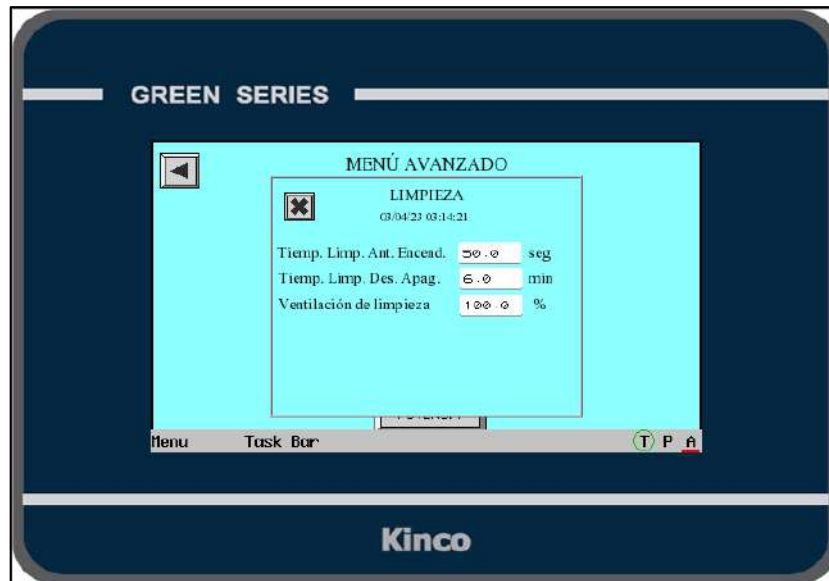 GREEN SERIES
MENÚ AVANZADO
LIMPIEZA
03/04/23 03:14:21
Tiemp. Limp. Ant. Encend. 50.0 seg
Tiemp. Limp. Des. Apag. 6.0 min
Ventilación de limpieza 100.0 %
Menu Task Bar T P A
Kinco